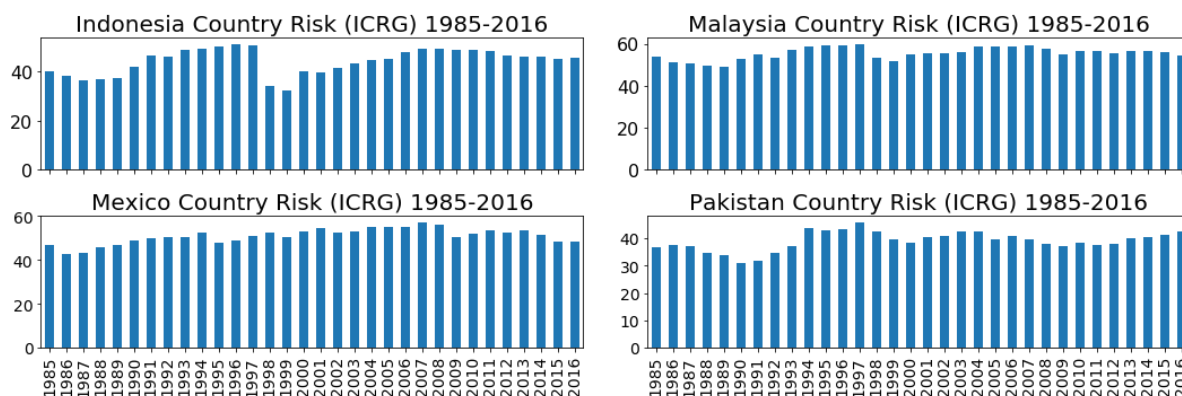 Indonesia Country Risk (ICRG) 1985-2016
40
20
0
Malaysia Country Risk (ICRG) 1985-2016
60
40
20
0
Mexico Country Risk (ICRG) 1985-2016
60
40
20
0
1985 1986 1987 1988 1989 1990 1991 1992 1993 1994 1995 1996 1997 1998 1999 2000 2001 2002 2003 2004 2005 2006 2007 2008 2009 2010 2011 2012 2013 2014 2015 2016
Pakistan Country Risk (ICRG) 1985-2016
40
30
20
10
0
1985 1986 1987 1988 1989 1990 1991 1992 1993 1994 1995 1996 1997 1998 1999 2000 2001 2002 2003 2004 2005 2006 2007 2008 2009 2010 2011 2012 2013 2014 2015 2016